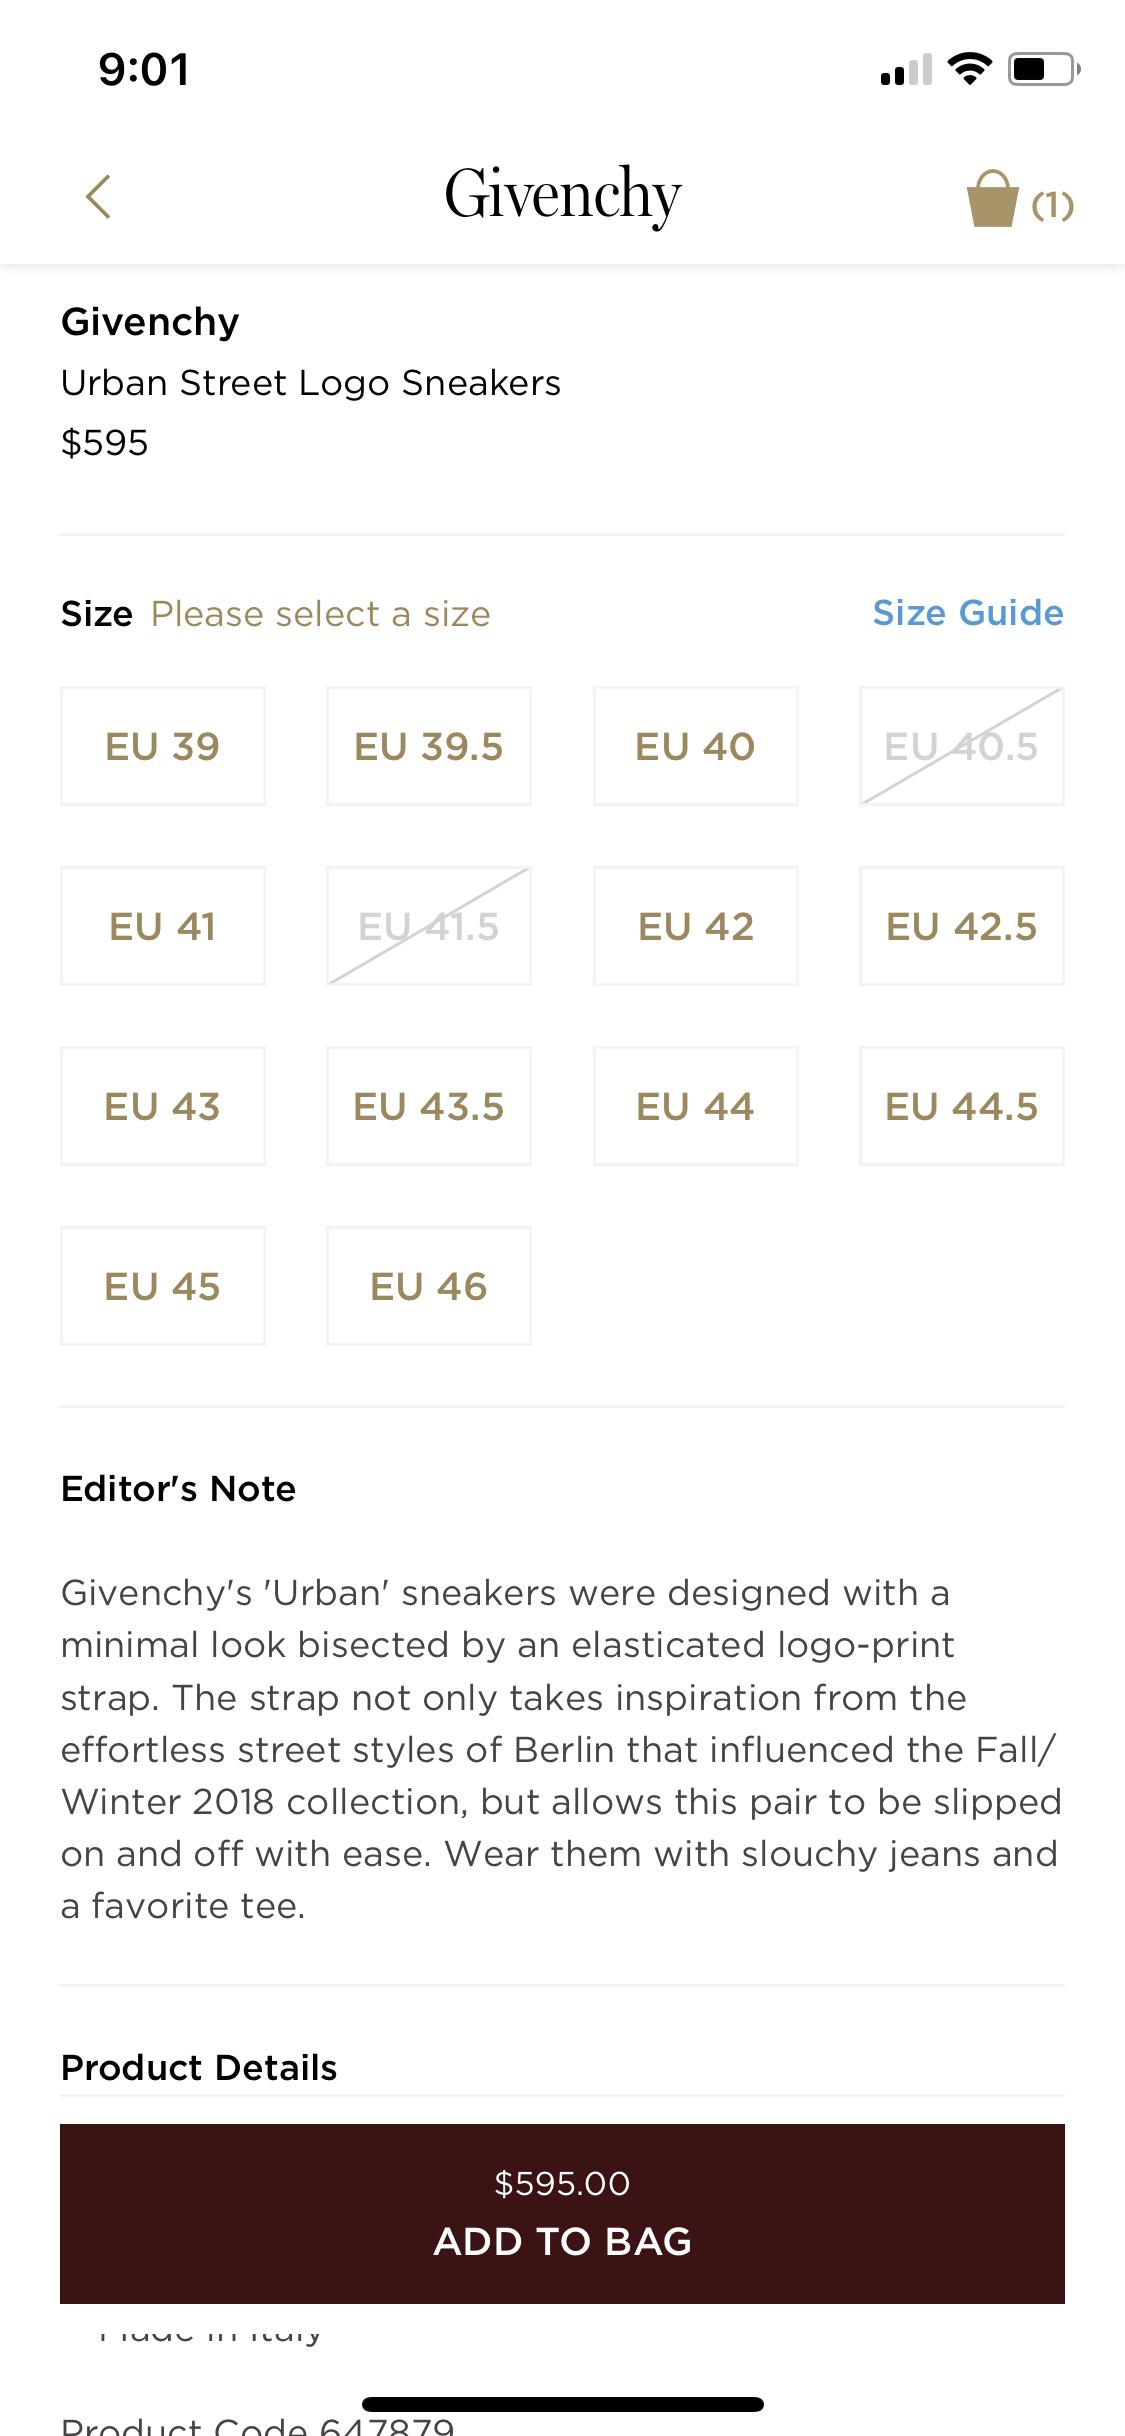 9:01
Givenchy
(1)
Givenchy
Urban Street Logo Sneakers
$595
Size Please select a size Size Guide
EU 39 EU 39.5 EU 40 EU 40.5
EU 41 EU 41.5 EU 42 EU 42.5
EU 43 EU 43.5 EU 44 EU 44.5
EU 45 EU 46
Editor's Note
Givenchy's 'Urban' sneakers were designed with a
minimal look bisected by an elasticated logo-print
strap. The strap not only takes inspiration from the
effortless street styles of Berlin that influenced the Fall/
Winter 2018 collection, but allows this pair to be slipped
on and off with ease. Wear them with slouchy jeans and
a favorite tee.
Product Details
$595.00
ADD TO BAG
Made in Italy
Product Code 647879